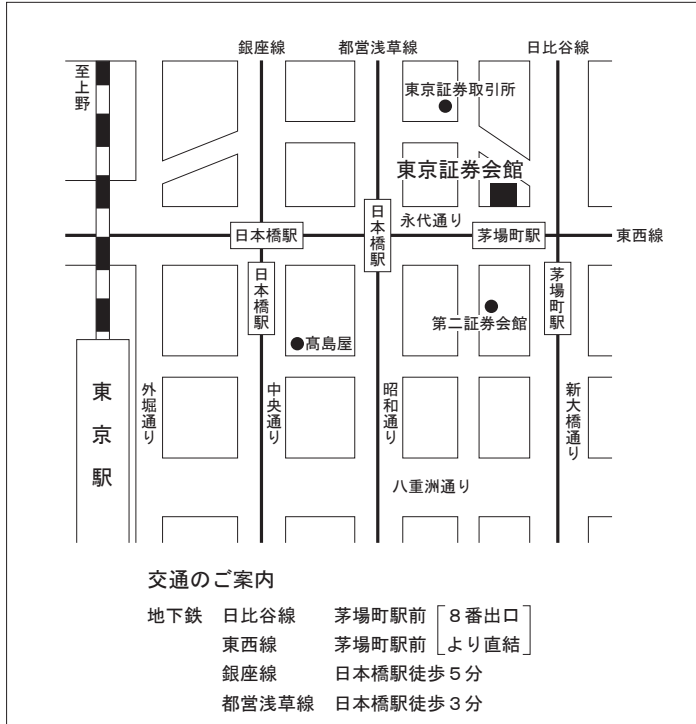 銀座線
都営浅草線
日比谷線
至上野
東京証券取引所
東京証券会館
永代通り
日本橋駅
日本橋駅
茅場町駅
東西線
日本橋駅
茅場町駅
第二証券会館
髙島屋
東京駅
外堀通り
中央通り
昭和通り
新大橋通り
八重洲通り
交通のご案内
地下鉄 日比谷線 茅場町駅前 [8番出口
東西線 茅場町駅前 より直結]
銀座線 日本橋駅徒歩5分
都営浅草線 日本橋駅徒歩3分